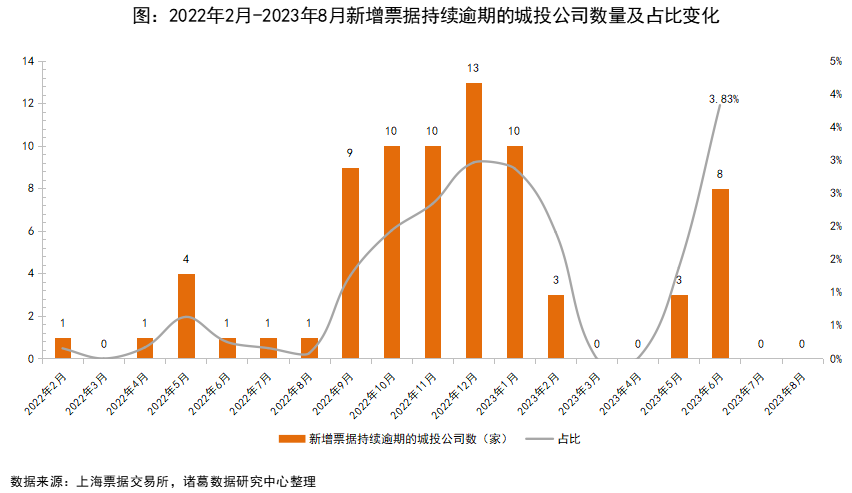 图：2022年2月-2023年8月新增票据持续逾期的城投公司数量及占比变化
14
12
10
8
6
4
2
0
5%
4%
4%
3%
3%
2%
2%
1%
1%
0%
1
0
1
4
1
1
1
9
10
10
13
10
3
0
0
3
8
0
0
3.83%
2022年2月
2022年3月
2022年4月
2022年5月
2022年6月
2022年7月
2022年8月
2022年9月
2022年10月
2022年11月
2022年12月
2023年1月
2023年2月
2023年3月
2023年4月
2023年5月
2023年6月
2023年7月
2023年8月
新增票据持续逾期的城投公司数（家）
占比
数据来源：上海票据交易所，诸葛数据研究中心整理